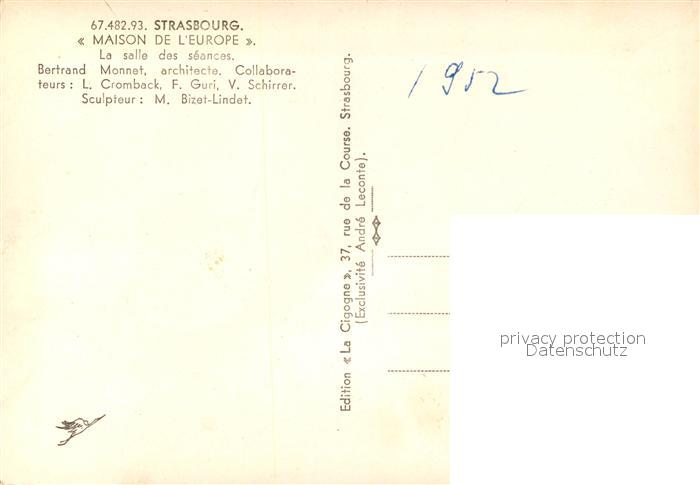 67.482.93. STRASBOURG.
« MAISON DE L'EUROPE ».
La salle des séances.
Bertrand Monnet, architecte. Collabora-
teurs : L. Cromback, F. Guri, V. Schirrer.
Sculpteur : M. Bizet-Lindet.
Edition « La Cigogne », 37, rue de la Course. Strasbourg.
(Exclusivité André Leconte).
1952
privacy protection
Datenschutz